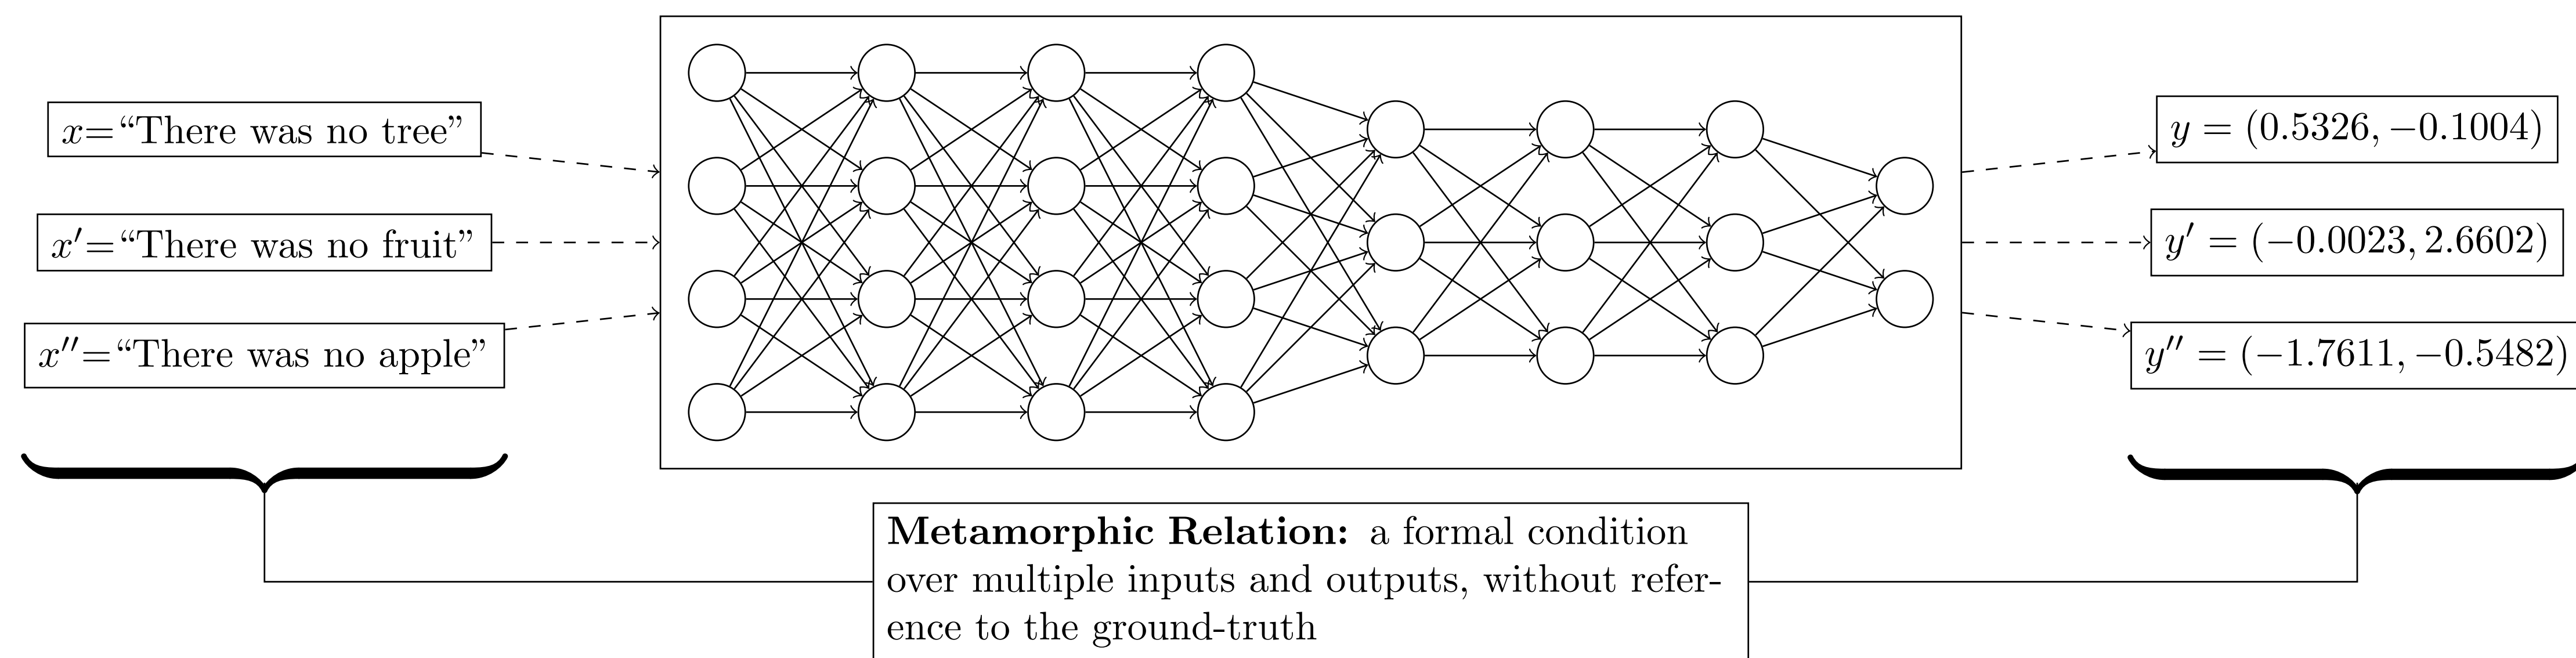 x=“There was no tree”
x′=“There was no fruit”
x′′=“There was no apple”
y = (0.5326, −0.1004)
y′ = (−0.0023, 2.6602)
y′′ = (−1.7611, −0.5482)
Metamorphic Relation: a formal condition
over multiple inputs and outputs, without refer-
ence to the ground-truth